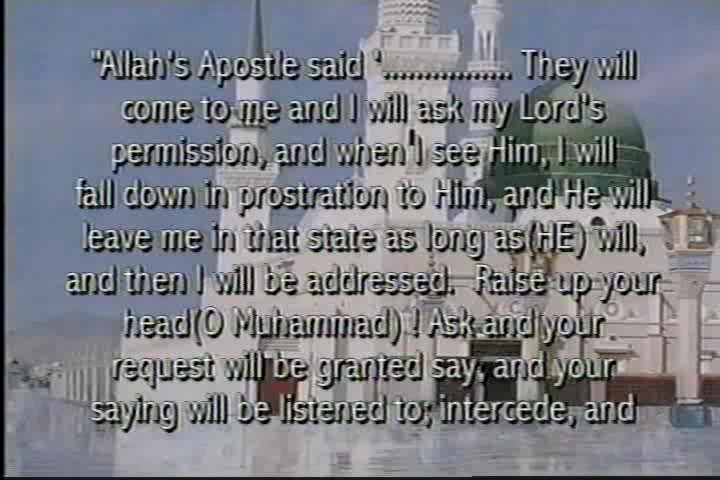 "Allah's Apostle said '................ They will
come to me and I will ask my Lord's
permission, and when I see Him, I will
fall down in prostration to Him, and He will
leave me in that state as long as(HE) will,
and then I will be addressed. Raise up your
head(O Muhammad) ! Ask and your
request will be granted say, and your
saying will be listened to; intercede, and